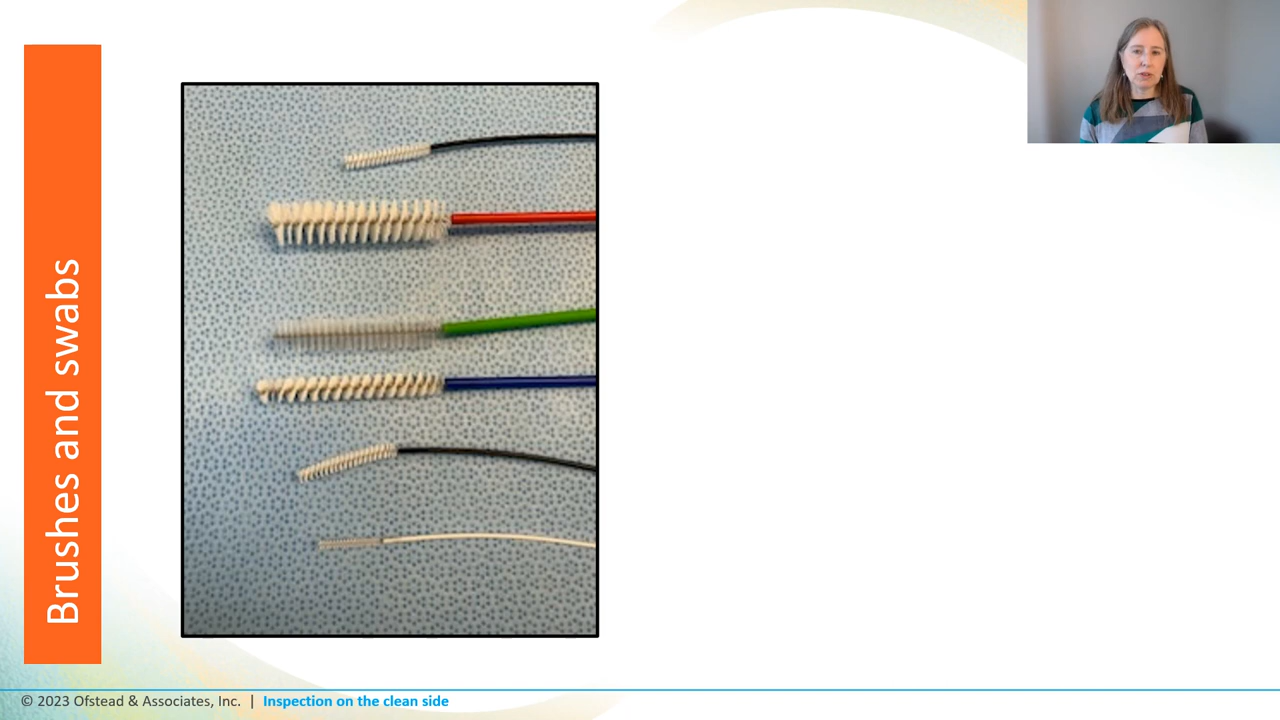 Brushes and swabs
© 2023 Ofstead & Associates, Inc. | Inspection on the clean side